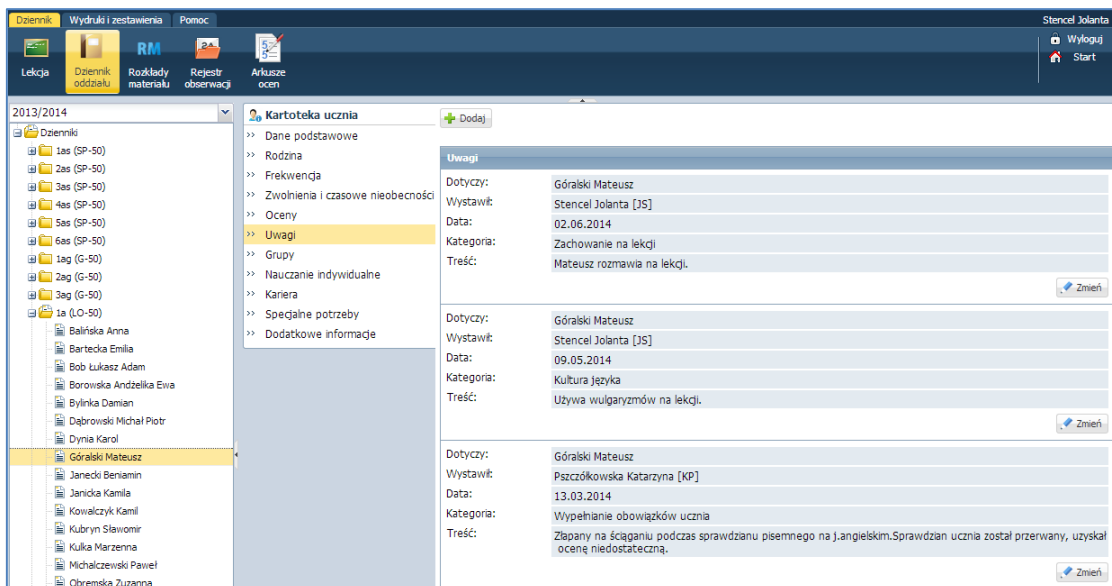 Dziennik Wydruki i zestawienia Pomoc Stencel Jolanta
Lekcja
Dziennik oddziału
RM Rozkłady materiału
Rejestr obserwacji
Arkusze ocen
Wyloguj
Start
2013/2014
Dzienniki
1as (SP-50)
2as (SP-50)
3as (SP-50)
4as (SP-50)
5as (SP-50)
6as (SP-50)
1ag (G-50)
2ag (G-50)
3ag (G-50)
1a (LO-50)
Balińska Anna
Bartecka Emilia
Bob Łukasz Adam
Borowska Andżelika Ewa
Bylinka Damian
Dąbrowski Michał Piotr
Dynia Karol
Góralski Mateusz
Janecki Beniamin
Janicka Kamila
Kowalczyk Kamil
Kubryn Sławomir
Kulka Marzenna
Michalczewski Paweł
Obremska Zuzanna
Kartoteka ucznia
>> Dane podstawowe
>> Rodzina
>> Frekwencja
>> Zwolnienia i czasowe nieobecności
>> Oceny
>> Uwagi
>> Grupy
>> Nauczanie indywidualne
>> Kariera
>> Specjalne potrzeby
>> Dodatkowe informacje
Dodaj
Uwagi
Dotyczy: Góralski Mateusz
Wystawił: Stencel Jolanta [JS]
Data: 02.06.2014
Kategoria: Zachowanie na lekcji
Treść: Mateusz rozmawia na lekcji.
Zmień
Dotyczy: Góralski Mateusz
Wystawił: Stencel Jolanta [JS]
Data: 09.05.2014
Kategoria: Kultura języka
Treść: Używa wulgaryzmów na lekcji.
Zmień
Dotyczy: Góralski Mateusz
Wystawił: Pszczółkowska Katarzyna [KP]
Data: 13.03.2014
Kategoria: Wypełnianie obowiązków ucznia
Treść: Złapany na ściąganiu podczas sprawdzianu pisemnego na j.angielskim.Sprawdzian ucznia został przerwany, uzyskał
ocenę niedostateczną.
Zmień